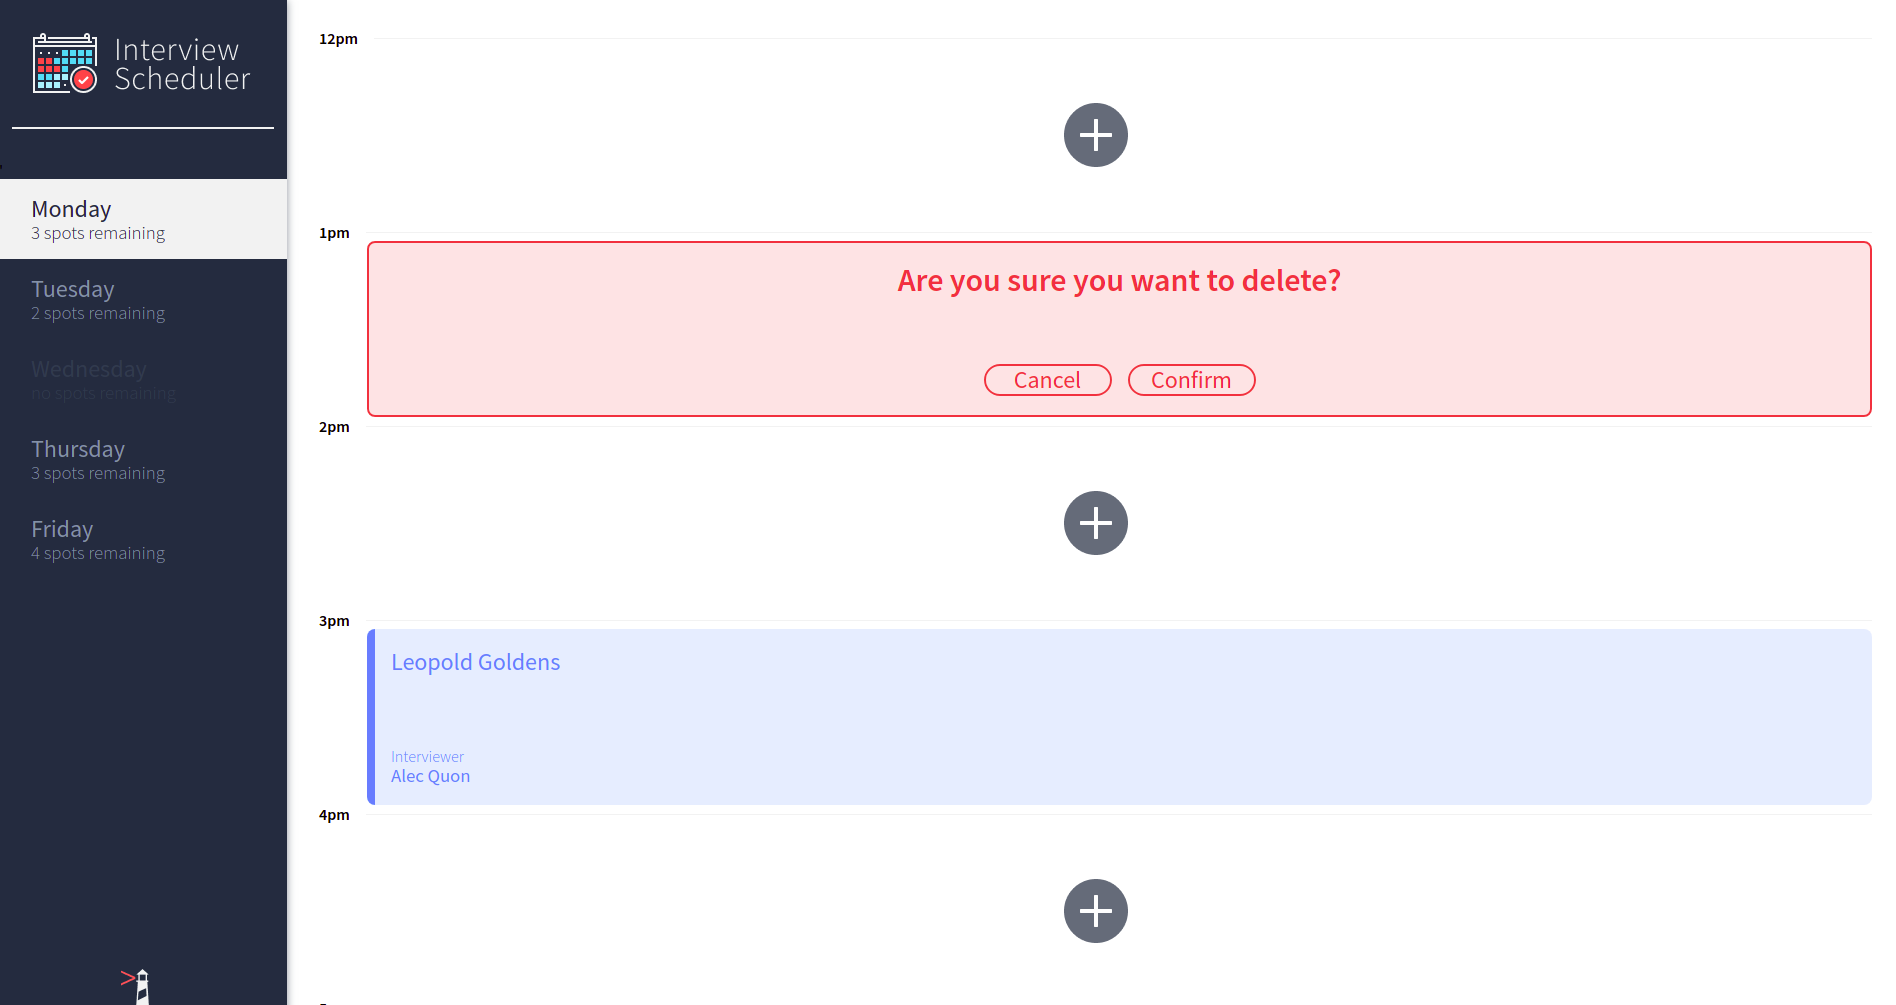 Interview
Scheduler
Monday
3 spots remaining
Tuesday
2 spots remaining
Wednesday
no spots remaining
Thursday
3 spots remaining
Friday
4 spots remaining
12pm
1pm
Are you sure you want to delete?
Cancel Confirm
2pm
3pm
Leopold Goldens
Interviewer
Alec Quon
4pm